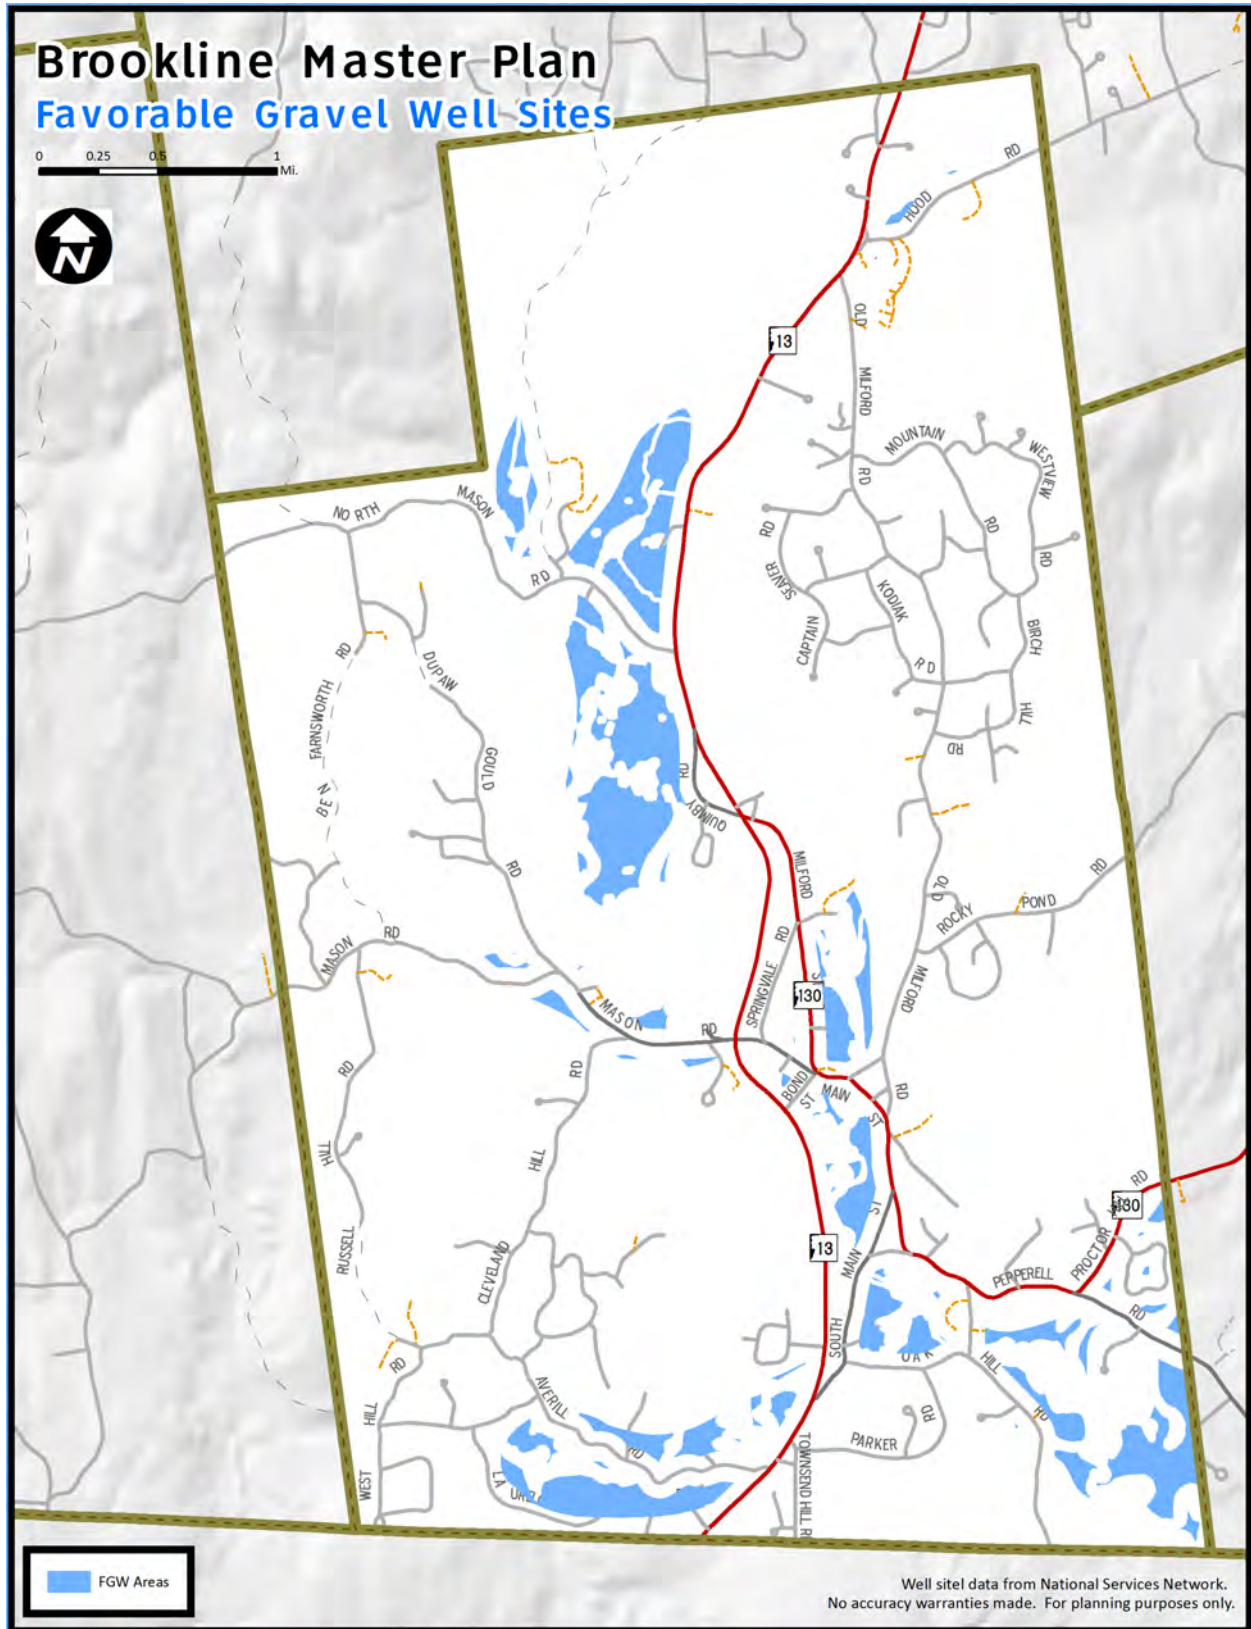 Brookline Master Plan
Favorable Gravel Well Sites
0 0.25 0.5 1
Mi.
N
RD
HOOD
OLD
13
MILFORD
MOUNTAIN
WESTVIEW
RD
MASON
NORTH
RD
RD
RD
RD
SEAVER
KODIAK
CAPTAIN
BIRCH
RD
RD
DUPAW
FARNSWORTH
HILL
RD
GOULD
RD
BEN
QUIMBY
MILFORD
RD
RD
OLD
POND
ROCKY
RD
MASON
RD
SPRINGVALE
MILFORD
130
MASON
RD
RD
RD
BOND
ST
MAIN
ST
RD
HILL
HILL
RD
130
ST
RUSSELL
13
MAIN
PROCTOR
CLEVELAND
PEPPERELL
RD
SOUTH
OAK
HILL
RD
AVERILL
RD
HILL
RD
PARKER
RD
WEST
TOWNSEND HILL R
LA
FGW Areas
Well sitel data from National Services Network.
No accuracy warranties made. For planning purposes only.